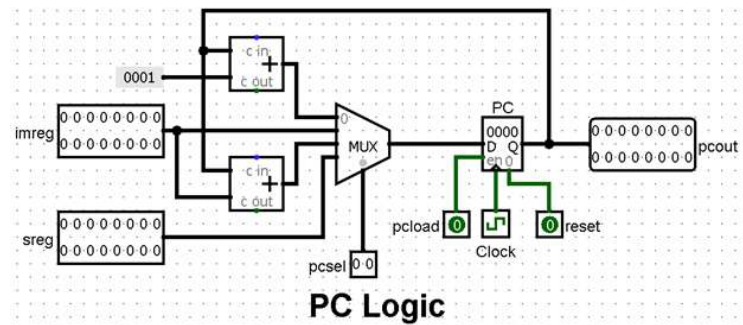 c in
+
0001
c out
PC
imreg
0 0 0 0 0 0 0 0
0 0 0 0 0 0 0 0
0
MUX
0000
D Q
en 0
0 0 0 0 0 0 0 0
0 0 0 0 0 0 0 0
pcout
c in
+
c out
sreg
0 0 0 0 0 0 0 0
0 0 0 0 0 0 0 0
pcload
0
0
reset
Clock
pcsel
0 0
PC Logic